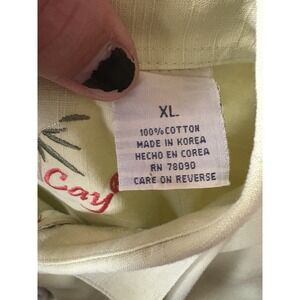 XL.
100% COTTON
MADE IN KOREA
HECHO EN COREA
RN 78090
CARE ON REVERSE
Cay